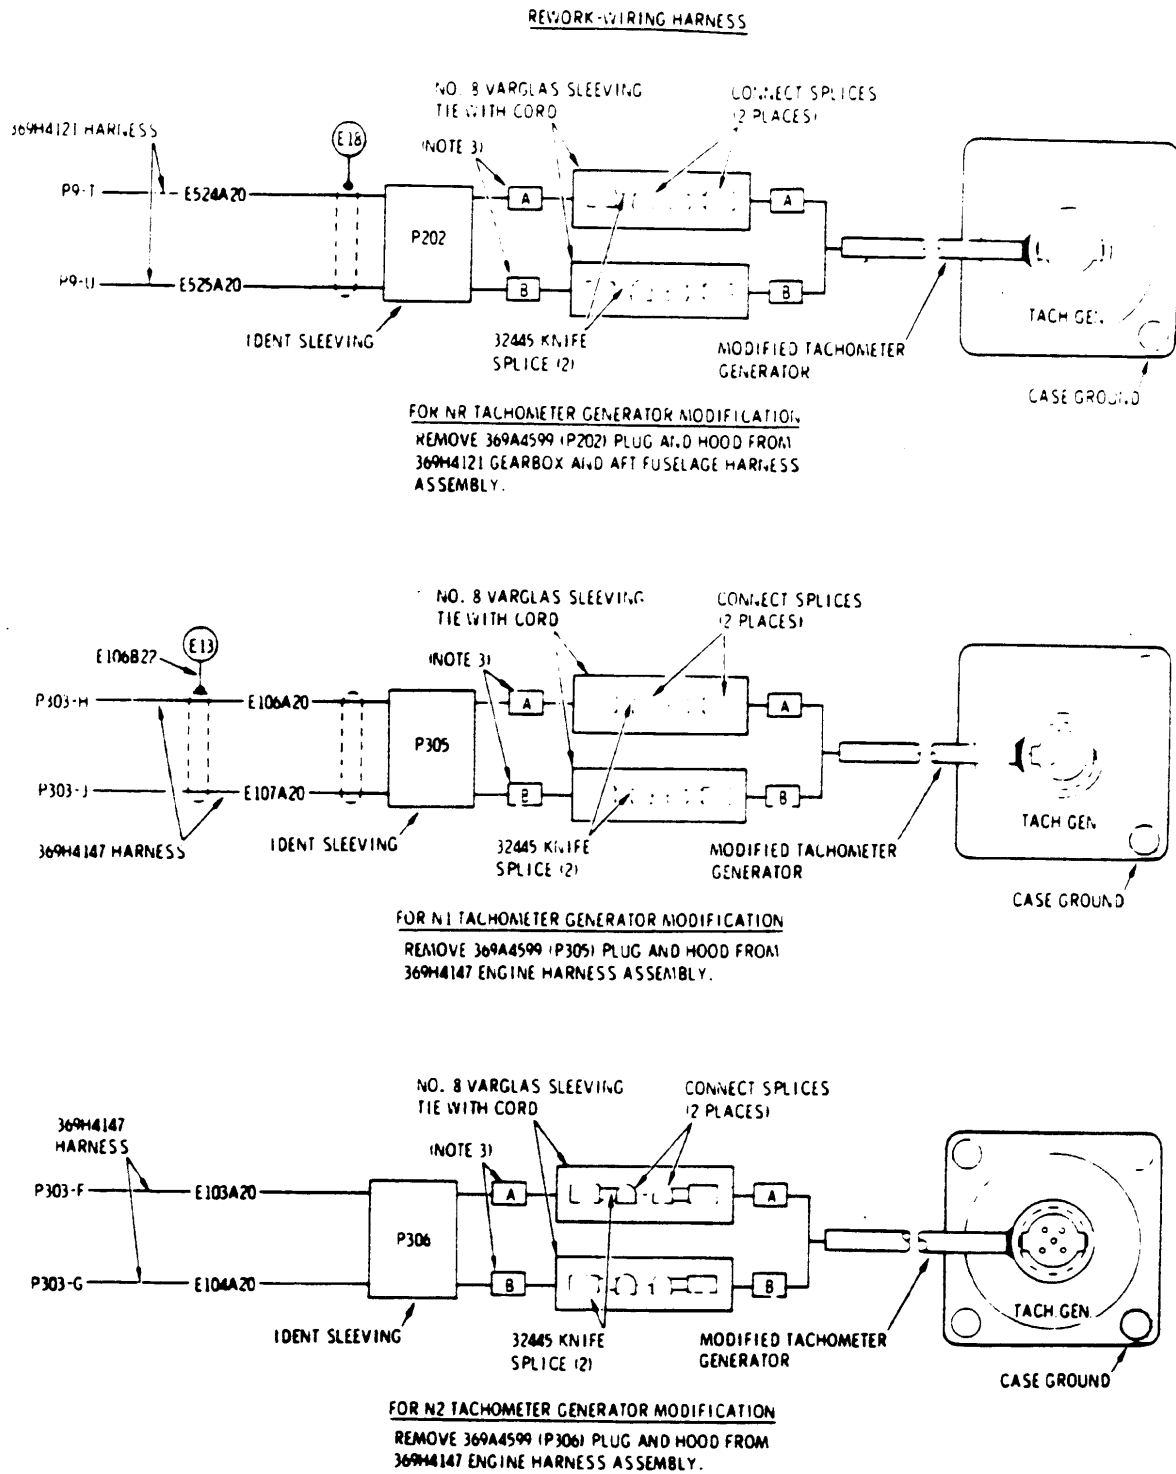 REWORK-WIRING HARNESS
NO. 8 VARGLAS SLEEVING
TIE WITH CORD
CONNECT SPLICES
(2 PLACES)
369H4121 HARNESS
E18
(NOTE 3)
P9-T
E524A20
A
A
P202
P9-U
E525A20
B
B
TACH GEN.
IDENT SLEEVING
32445 KNIFE
SPLICE (2)
MODIFIED TACHOMETER
GENERATOR
CASE GROUND
FOR NR TACHOMETER GENERATOR MODIFICATION
REMOVE 369A4599 (P202) PLUG AND HOOD FROM
369H4121 GEARBOX AND AFT FUSELAGE HARNESS
ASSEMBLY.
NO. 8 VARGLAS SLEEVING
TIE WITH CORD
CONNECT SPLICES
(2 PLACES)
E13
E106B22
(NOTE 3)
P303-H
E106A20
A
A
P305
P303-J
E107A20
B
B
TACH GEN
369H4147 HARNESS
IDENT SLEEVING
32445 KNIFE
SPLICE (2)
MODIFIED TACHOMETER
GENERATOR
CASE GROUND
FOR N1 TACHOMETER GENERATOR MODIFICATION
REMOVE 369A4599 (P305) PLUG AND HOOD FROM
369H4147 ENGINE HARNESS ASSEMBLY.
NO. 8 VARGLAS SLEEVING
TIE WITH CORD
CONNECT SPLICES
(2 PLACES)
369H4147
HARNESS
(NOTE 3)
P303-F
E103A20
A
A
P306
P303-G
E104A20
B
B
TACH GEN.
IDENT SLEEVING
32445 KNIFE
SPLICE (2)
MODIFIED TACHOMETER
GENERATOR
CASE GROUND
FOR N2 TACHOMETER GENERATOR MODIFICATION
REMOVE 369A4599 (P306) PLUG AND HOOD FROM
369H4147 ENGINE HARNESS ASSEMBLY.